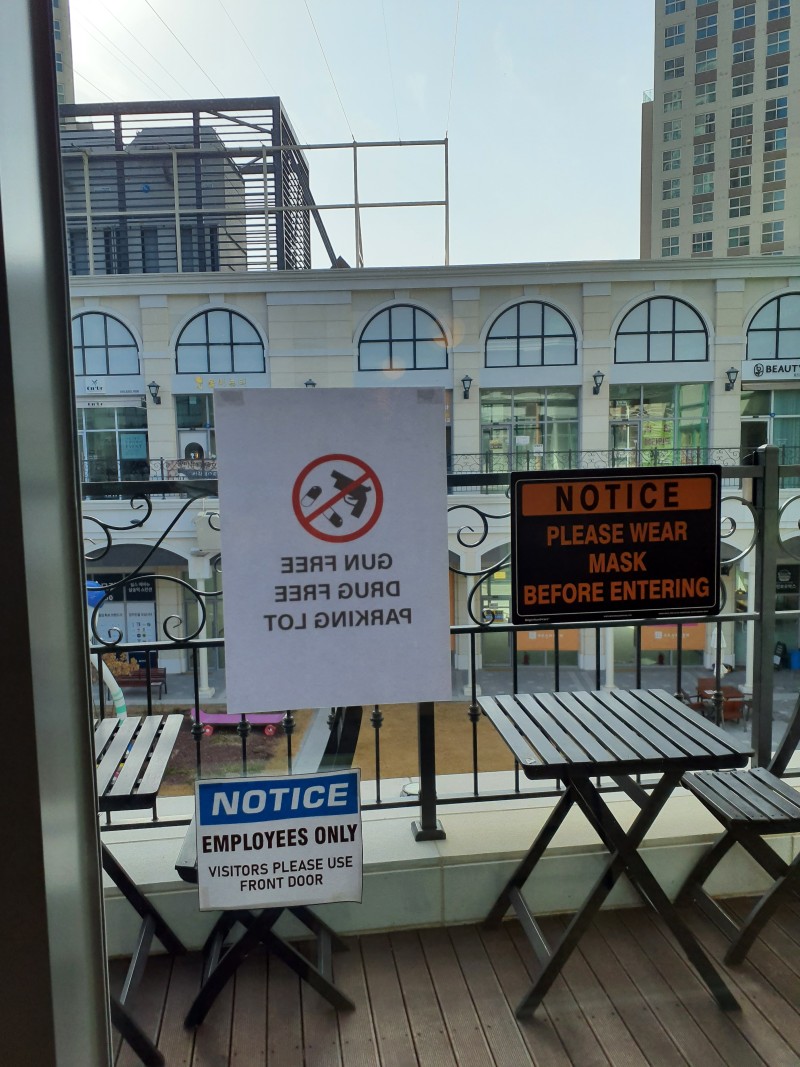 BEAUTY
GUN FREE
DRUG FREE
PARKING LOT
NOTICE
PLEASE WEAR
MASK
BEFORE ENTERING
NOTICE
EMPLOYEES ONLY
VISITORS PLEASE USE
FRONT DOOR